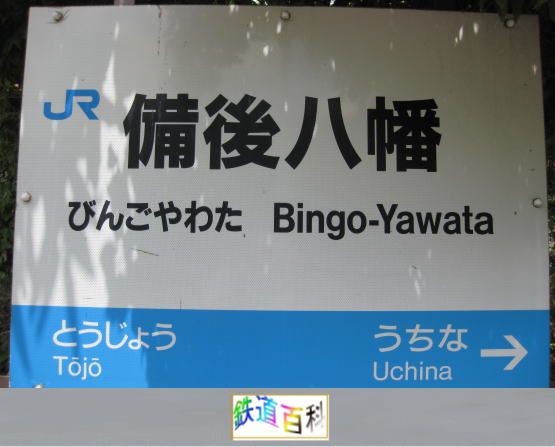 JR 備後八幡
びんごやわた Bingo-Yawata
とうじょう うちな →
Tōjō Uchina
鉄道百科